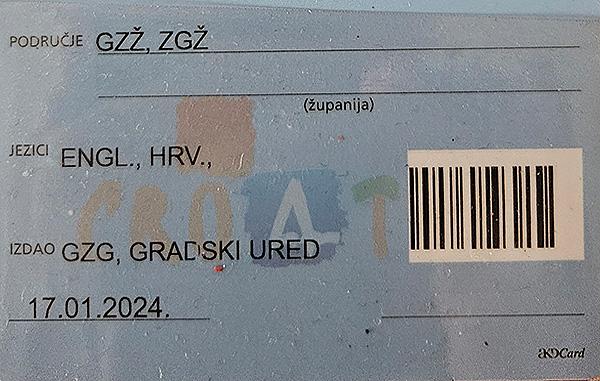 PODRUČJE GZŽ, ZGŽ
(županija)
JEZICI ENGL., HRV.,
CROAT
IZDAO GZG, GRADSKI URED
17.01.2024.
AKDCard